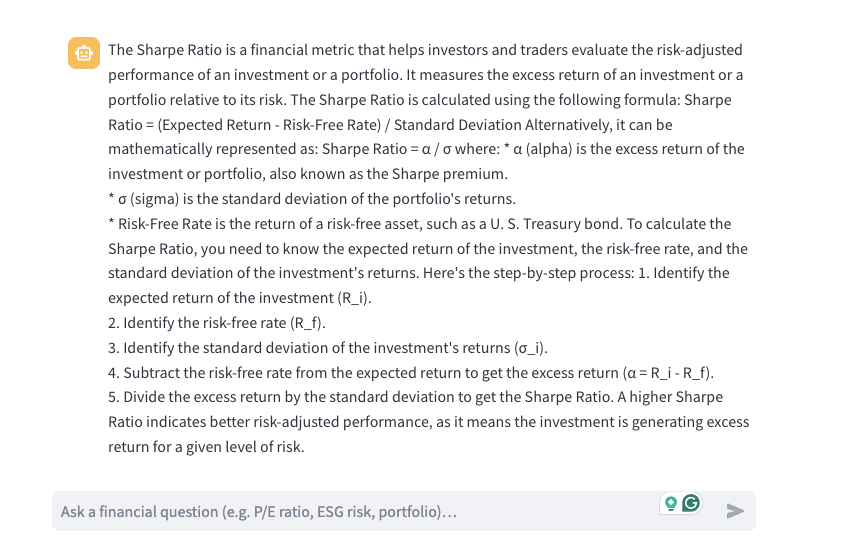 The Sharpe Ratio is a financial metric that helps investors and traders evaluate the risk-adjusted
performance of an investment or a portfolio. It measures the excess return of an investment or a
portfolio relative to its risk. The Sharpe Ratio is calculated using the following formula: Sharpe
Ratio = (Expected Return - Risk-Free Rate) / Standard Deviation Alternatively, it can be
mathematically represented as: Sharpe Ratio = α / σ where: * α (alpha) is the excess return of the
investment or portfolio, also known as the Sharpe premium.
* σ (sigma) is the standard deviation of the portfolio's returns.
* Risk-Free Rate is the return of a risk-free asset, such as a U. S. Treasury bond. To calculate the
Sharpe Ratio, you need to know the expected return of the investment, the risk-free rate, and the
standard deviation of the investment's returns. Here's the step-by-step process: 1. Identify the
expected return of the investment (R_i).
2. Identify the risk-free rate (R_f).
3. Identify the standard deviation of the investment's returns (σ_i).
4. Subtract the risk-free rate from the expected return to get the excess return (α = R_i - R_f).
5. Divide the excess return by the standard deviation to get the Sharpe Ratio. A higher Sharpe
Ratio indicates better risk-adjusted performance, as it means the investment is generating excess
return for a given level of risk.
Ask a financial question (e.g. P/E ratio, ESG risk, portfolio)…